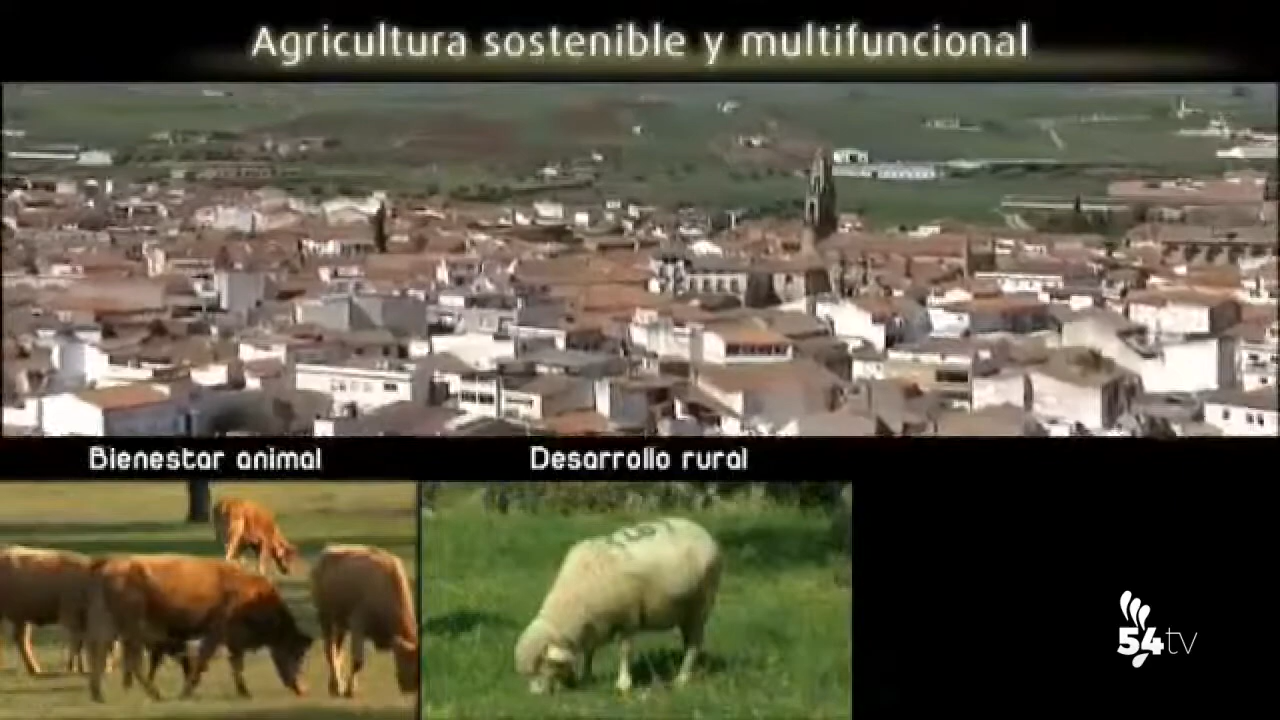 Agricultura sostenible y multifuncional
Bienestar animal
Desarrollo rural
54tv